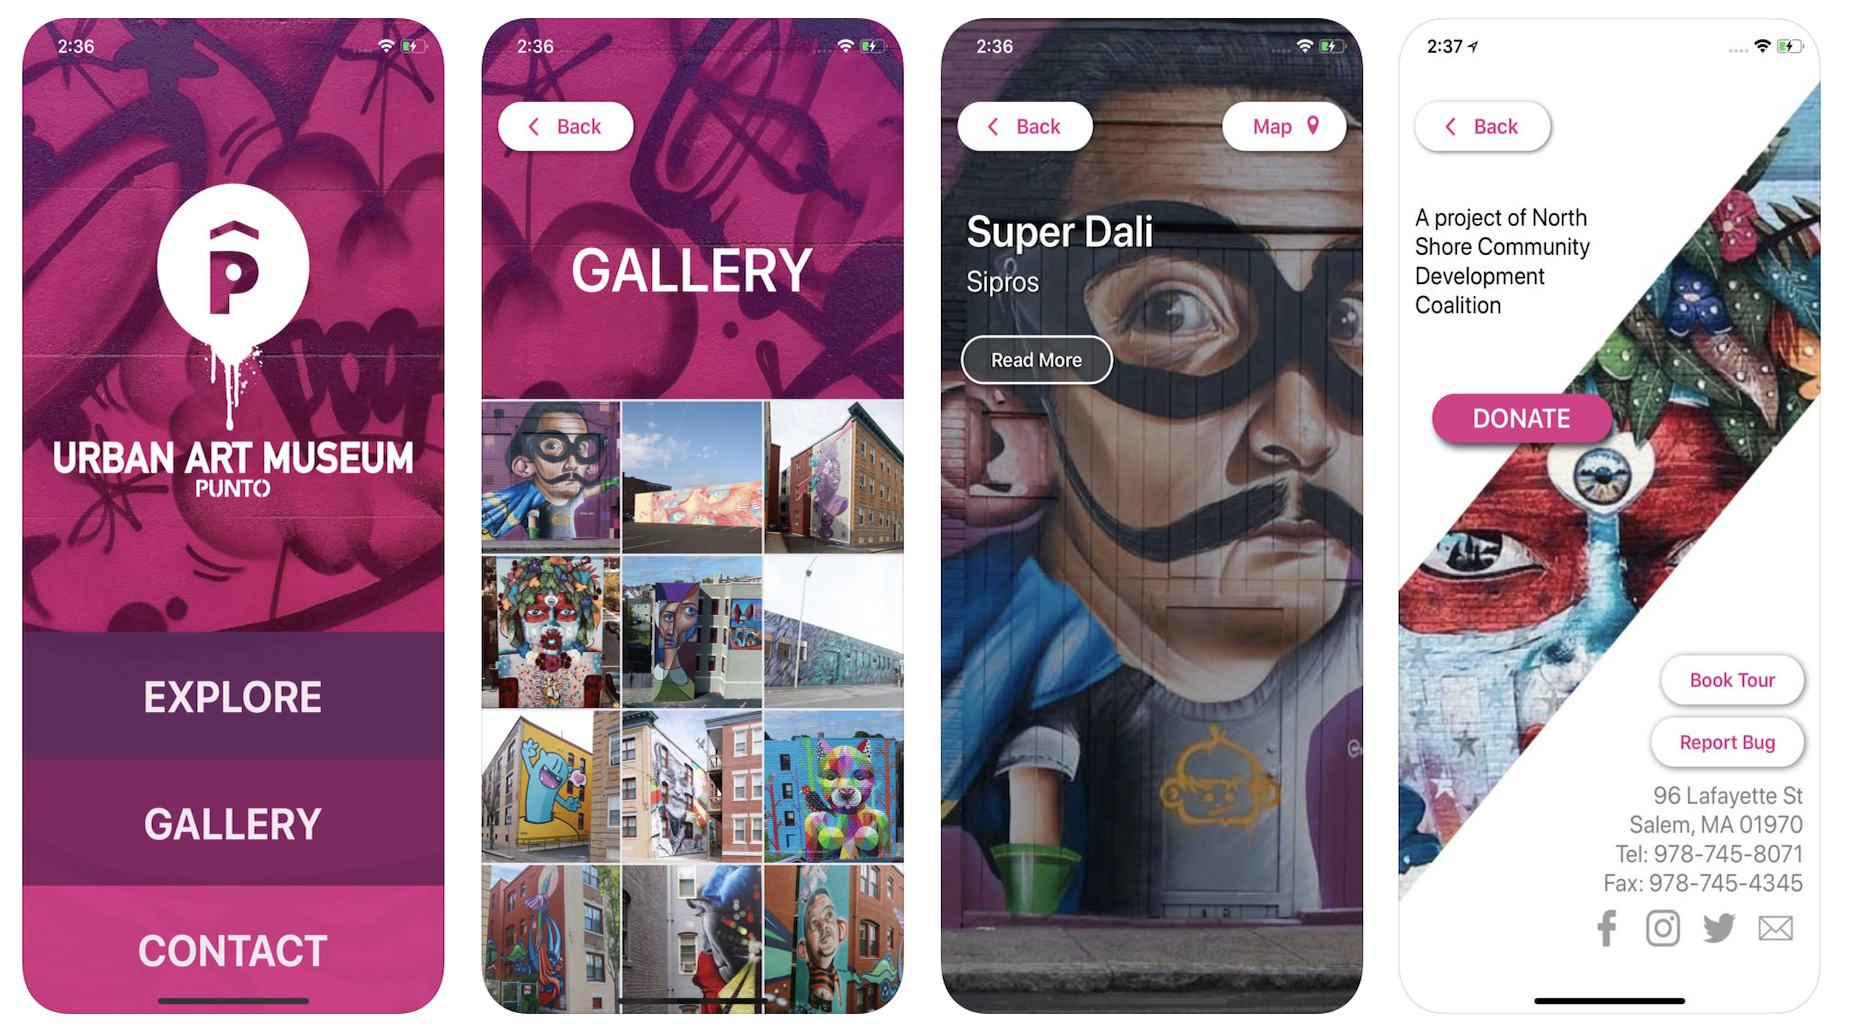 2:36
P
URBAN ART MUSEUM
PUNTO
EXPLORE
GALLERY
CONTACT
2:36
Back
GALLERY
2:36
Back
Map
Super Dali
Sipros
Read More
2:37
Back
A project of North
Shore Community
Development
Coalition
DONATE
Book Tour
Report Bug
96 Lafayette St
Salem, MA 01970
Tel: 978-745-8071
Fax: 978-745-4345